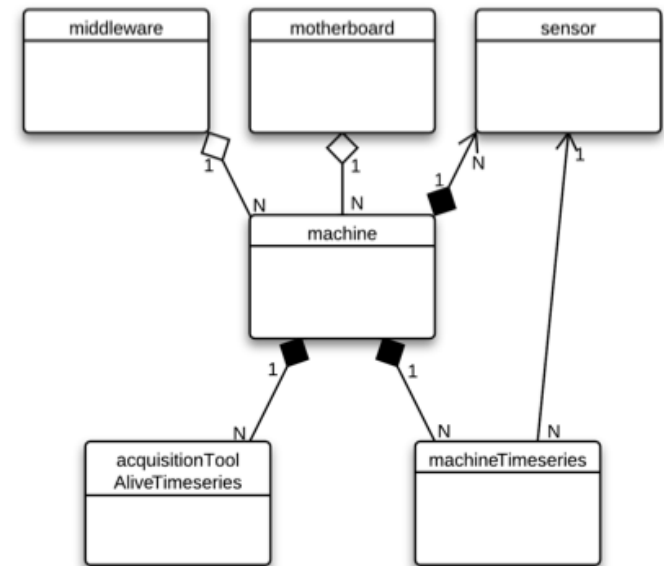 middleware
motherboard
sensor
1
1
1
N
1
N
N
machine
1
1
N
N
N
acquisitionTool
AliveTimeseries
machineTimeseries